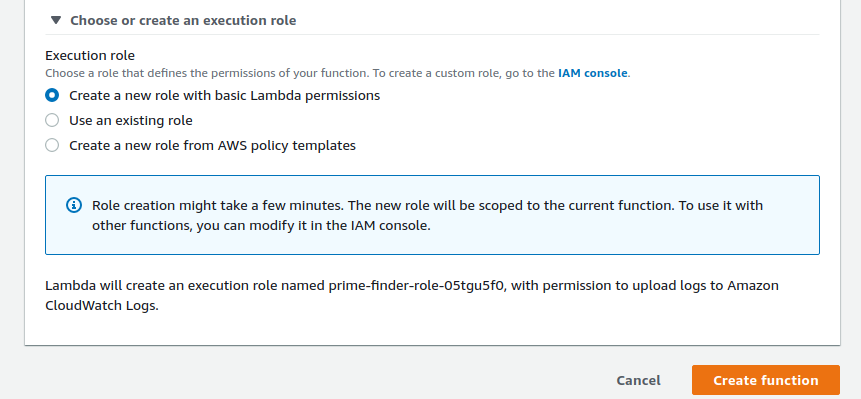 Choose or create an execution role
Execution role
Choose a role that defines the permissions of your function. To create a custom role, go to the IAM console.
Create a new role with basic Lambda permissions
Use an existing role
Create a new role from AWS policy templates
Role creation might take a few minutes. The new role will be scoped to the current function. To use it with
other functions, you can modify it in the IAM console.
Lambda will create an execution role named prime-finder-role-05tgu5f0, with permission to upload logs to Amazon
CloudWatch Logs.
Cancel
Create function